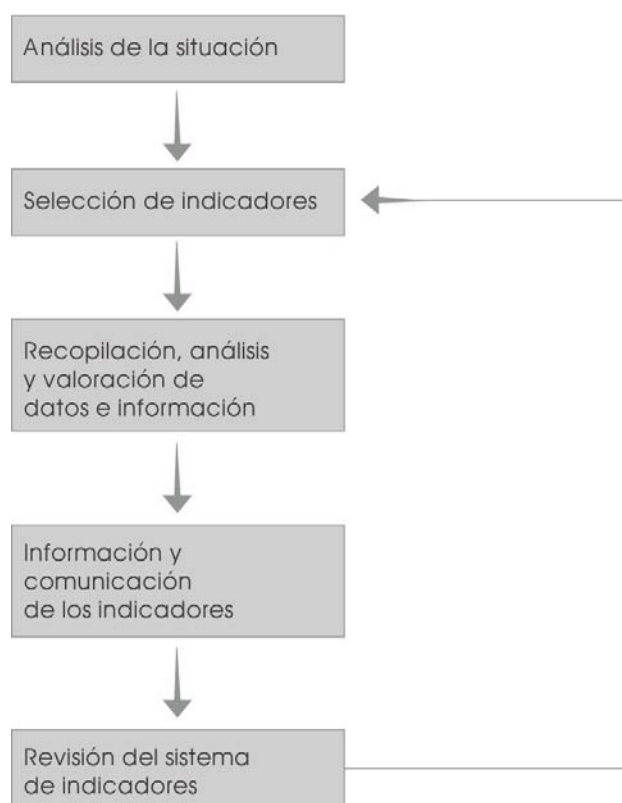 Análisis de la situación
Selección de indicadores
Recopilación, análisis
y valoración de
datos e información
Información y
comunicación
de los indicadores
Revisión del sistema
de indicadores